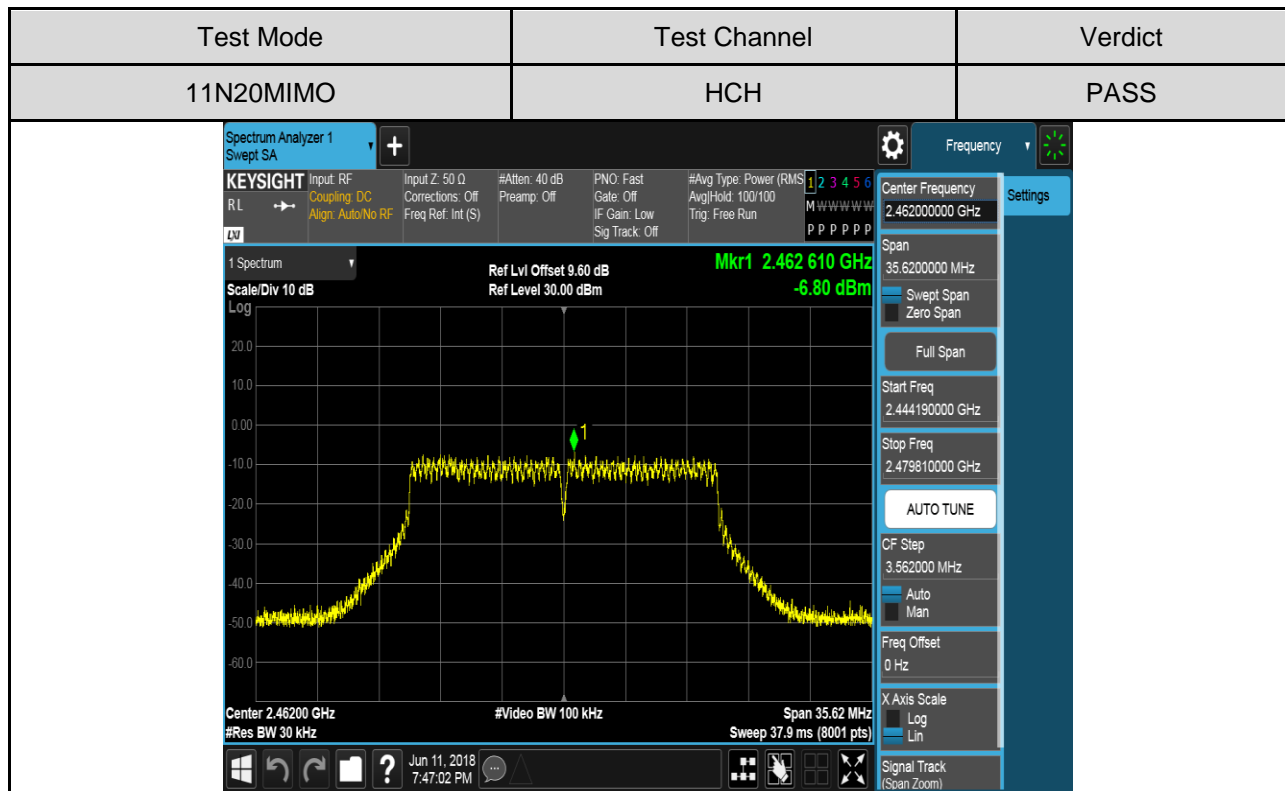 Test Mode Test Channel Verdict
11N20MIMO HCH PASS
Spectrum Analyzer 1
Swept SA
+
Frequency
KEYSIGHT
R L
LXI
Input: RF
Coupling: DC
Align: Auto/No RF
Input Z: 50 Ω
Corrections: Off
Freq Ref: Int (S)
#Atten: 40 dB
Preamp: Off
PNO: Fast
Gate: Off
IF Gain: Low
Sig Track: Off
#Avg Type: Power (RMS
Avg|Hold: 100/100
Trig: Free Run
1 2 3 4 5 6
M W W W W W
P P P P P P
1 Spectrum
Scale/Div 10 dB
Ref Lvl Offset 9.60 dB
Ref Level 30.00 dBm
Mkr1 2.462 610 GHz
-6.80 dBm
Log
20.0
10.0
0.00
-10.0
-20.0
-30.0
-40.0
-50.0
-60.0
1
Center 2.46200 GHz
#Res BW 30 kHz
#Video BW 100 kHz
Span 35.62 MHz
Sweep 37.9 ms (8001 pts)
?
Jun 11, 2018
7:47:02 PM
Center Frequency
2.462000000 GHz
Span
35.6200000 MHz
Swept Span
Zero Span
Full Span
Start Freq
2.444190000 GHz
Stop Freq
2.479810000 GHz
AUTO TUNE
CF Step
3.562000 MHz
Auto
Man
Freq Offset
0 Hz
X Axis Scale
Log
Lin
Signal Track
(Span Zoom)
Settings